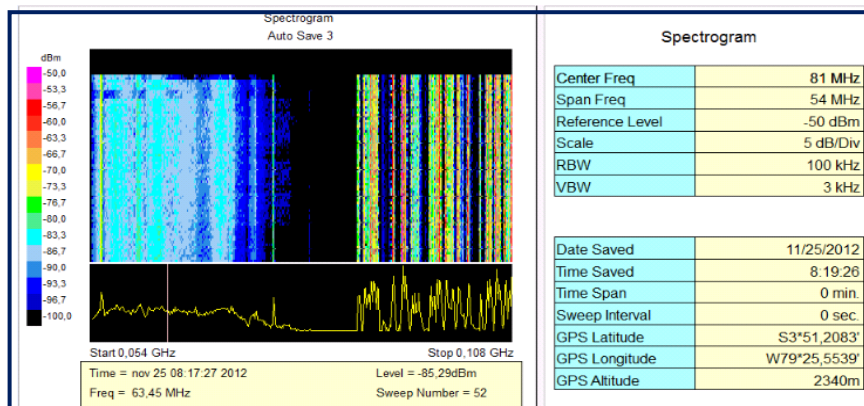 Spectrogram
Auto Save 3
dBm
-50,0
-53,3
-56,7
-60,0
-63,3
-66,7
-70,0
-73,3
-76,7
-80,0
-83,3
-86,7
-90,0
-93,3
-96,7
-100,0
Start 0,054 GHz Stop 0,108 GHz
Time = nov 25 08:17:27 2012 Level = -85,29dBm
Freq = 63,45 MHz Sweep Number = 52
Spectrogram
Center Freq 81 MHz
Span Freq 54 MHz
Reference Level -50 dBm
Scale 5 dB/Div
RBW 100 kHz
VBW 3 kHz
Date Saved 11/25/2012
Time Saved 8:19:26
Time Span 0 min.
Sweep Interval 0 sec.
GPS Latitude S3*51,2083'
GPS Longitude W79*25,5539'
GPS Altitude 2340m